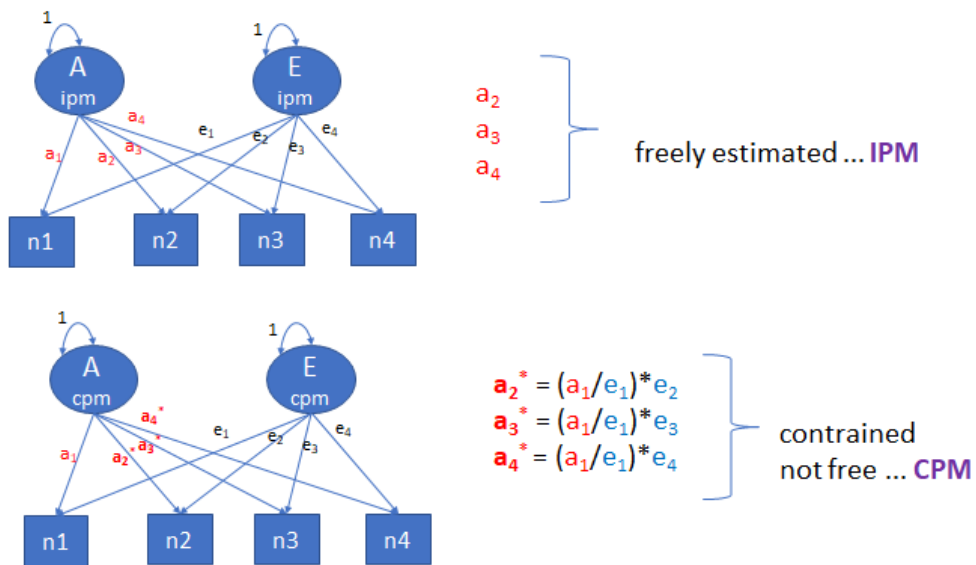 1
1
A
ipm
E
ipm
a₄
e₁
e₂
e₄
a₁
a₂
a₃
e₃
n1
n2
n3
n4
a₂
a₃
a₄
freely estimated ... IPM
1
1
A
cpm
E
cpm
a₄*
e₁
e₂
e₄
a₁
a₂*
a₃*
e₃
n1
n2
n3
n4
a₂* = (a₁/e₁)*e₂
a₃* = (a₁/e₁)*e₃
a₄* = (a₁/e₁)*e₄
contrained
not free ... CPM